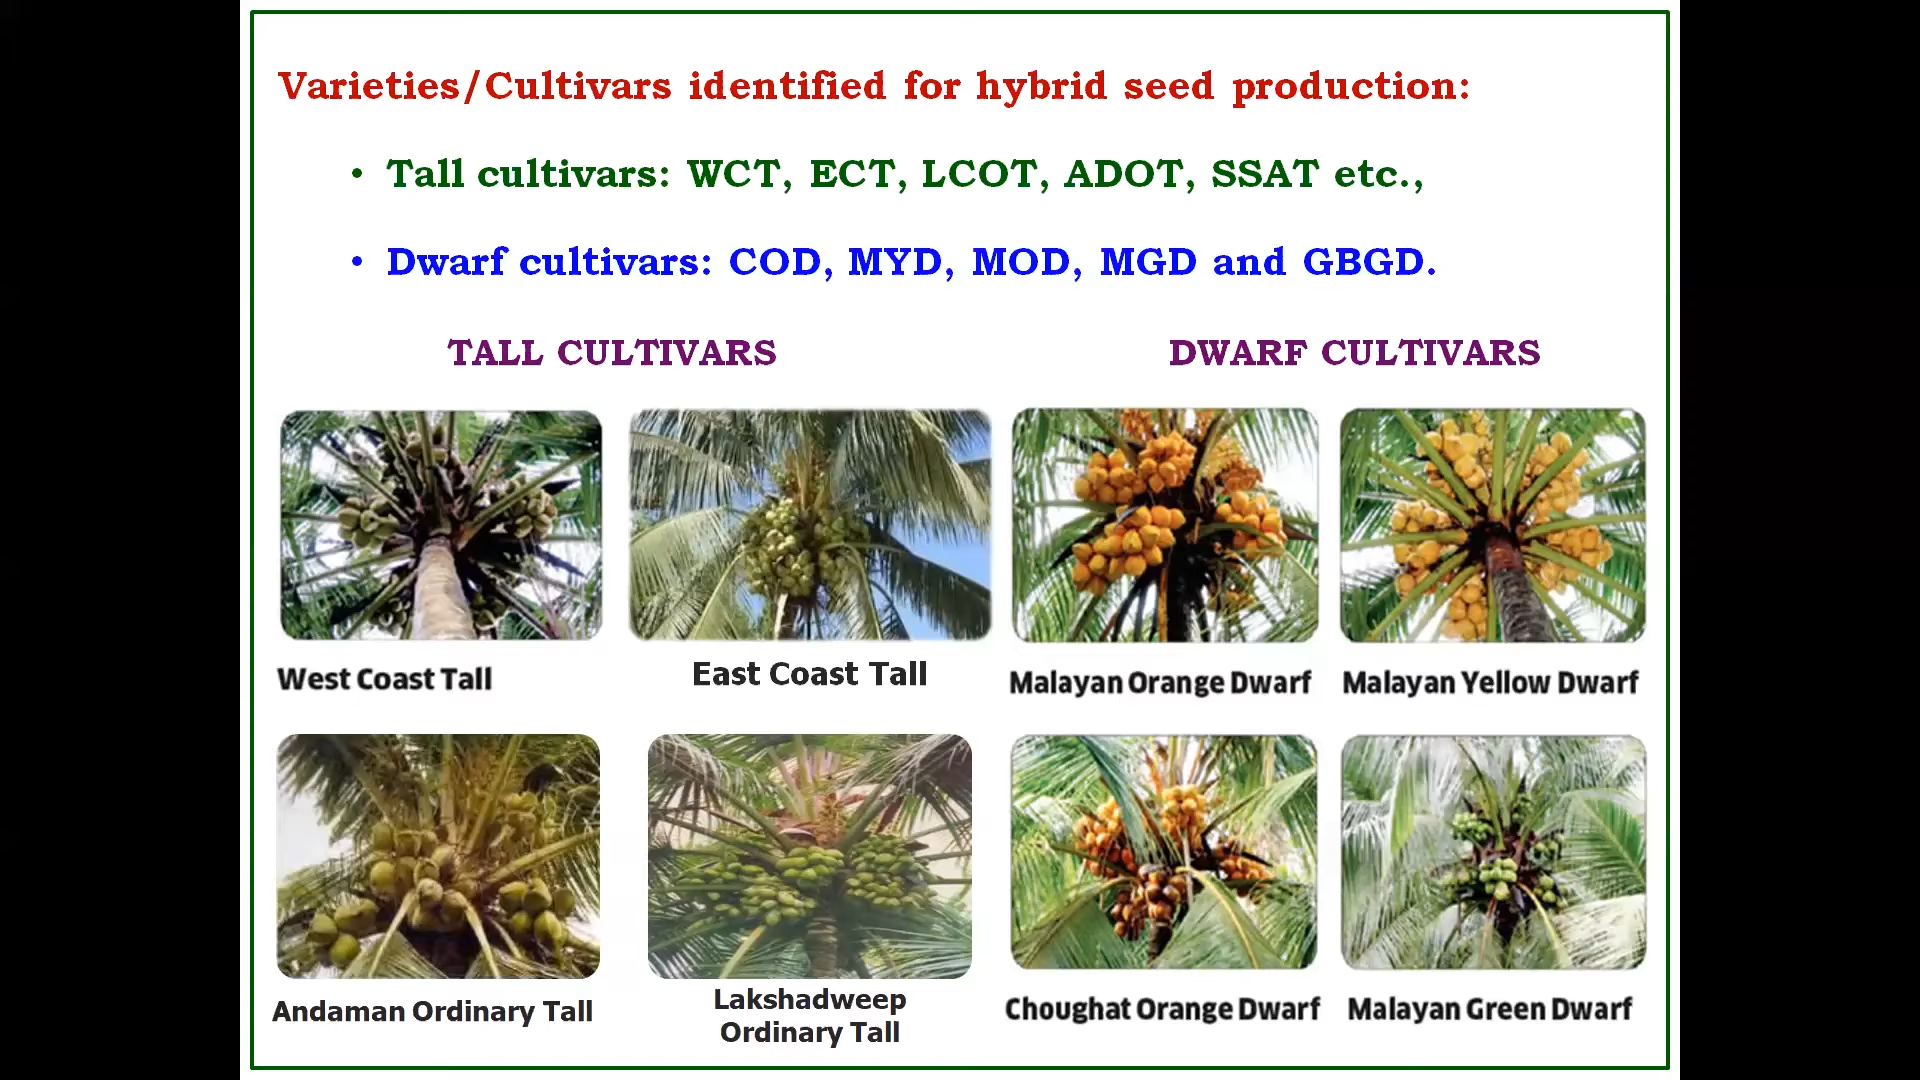 Varieties/Cultivars identified for hybrid seed production:
• Tall cultivars: WCT, ECT, LCOT, ADOT, SSAT etc.,
• Dwarf cultivars: COD, MYD, MOD, MGD and GBGD.
TALL CULTIVARS
DWARF CULTIVARS
West Coast Tall
East Coast Tall
Malayan Orange Dwarf
Malayan Yellow Dwarf
Andaman Ordinary Tall
Lakshadweep
Ordinary Tall
Choughat Orange Dwarf
Malayan Green Dwarf